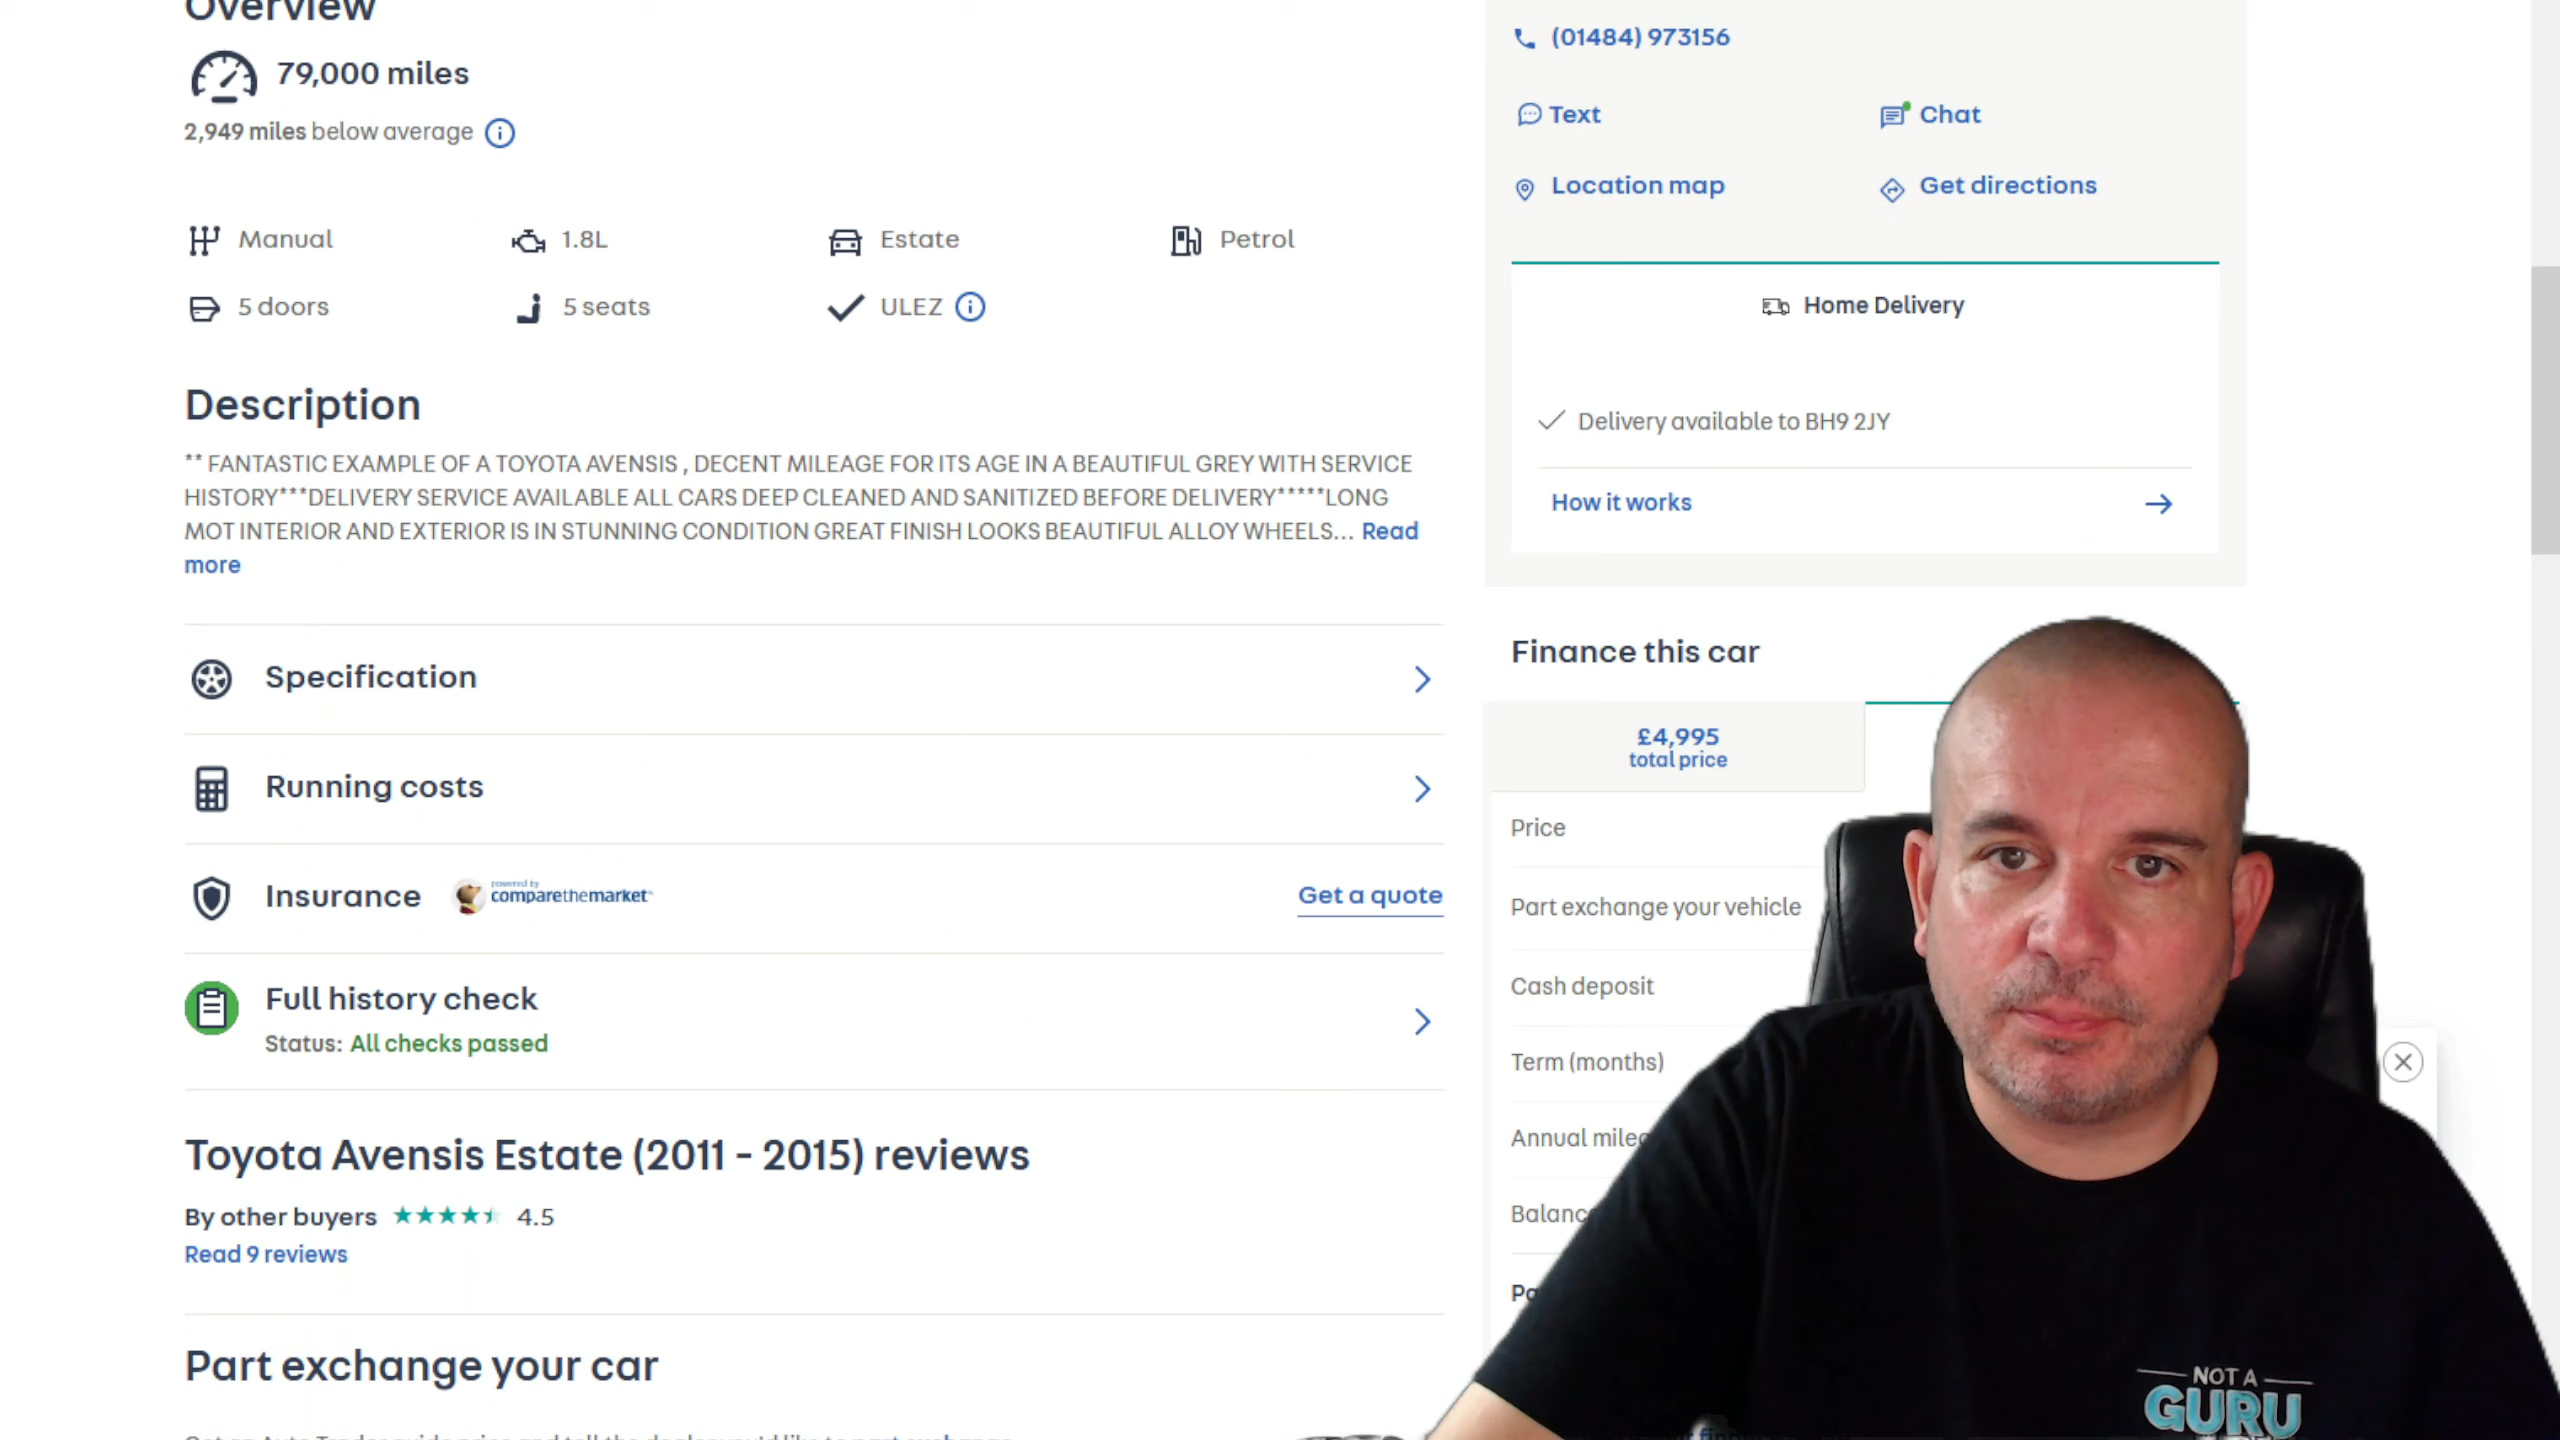 Overview
79,000 miles
2,949 miles below average
Manual
1.8L
Estate
Petrol
5 doors
5 seats
ULEZ
Description
** FANTASTIC EXAMPLE OF A TOYOTA AVENSIS , DECENT MILEAGE FOR ITS AGE IN A BEAUTIFUL GREY WITH SERVICE
HISTORY***DELIVERY SERVICE AVAILABLE ALL CARS DEEP CLEANED AND SANITIZED BEFORE DELIVERY*****LONG
MOT INTERIOR AND EXTERIOR IS IN STUNNING CONDITION GREAT FINISH LOOKS BEAUTIFUL ALLOY WHEELS... Read
more
Specification
Running costs
Insurance
powered by
comparethemarket
Get a quote
Full history check
Status: All checks passed
Toyota Avensis Estate (2011 - 2015) reviews
By other buyers 4.5
Read 9 reviews
Part exchange your car
(01484) 973156
Text
Chat
Location map
Get directions
Home Delivery
Delivery available to BH9 2JY
How it works
Finance this car
£4,995
total price
Price
Part exchange your vehicle
Cash deposit
Term (months)
Annual
NOT A
GURU